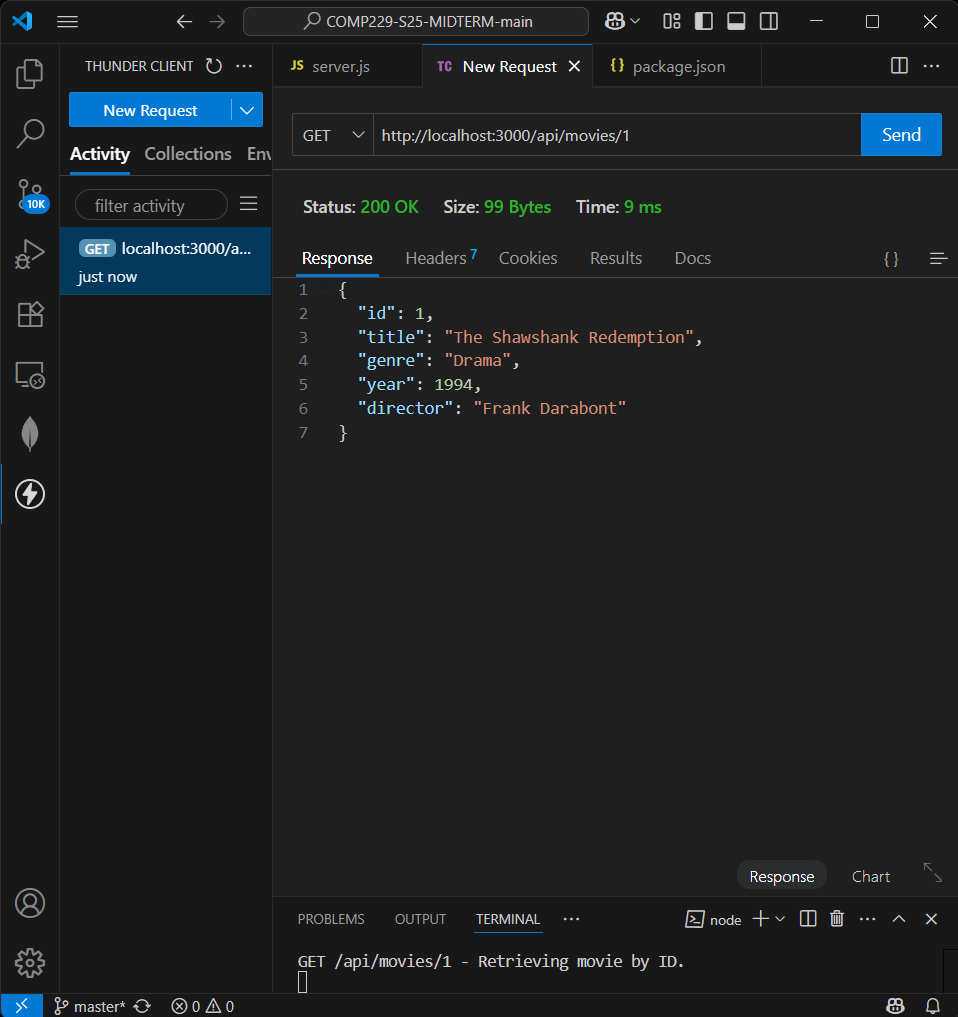 COMP229-S25-MIDTERM-main
THUNDER CLIENT
JS server.js
TC New Request
{} package.json
New Request
GET http://localhost:3000/api/movies/1 Send
Activity Collections Env
Status: 200 OK Size: 99 Bytes Time: 9 ms
10K
filter activity
GET localhost:3000/a...
just now
Response Headers 7 Cookies Results Docs {}
1 {
2 "id": 1,
3 "title": "The Shawshank Redemption",
4 "genre": "Drama",
5 "year": 1994,
6 "director": "Frank Darabont"
7 }
Response Chart
PROBLEMS OUTPUT TERMINAL ... node
GET /api/movies/1 - Retrieving movie by ID.
master* 0 0